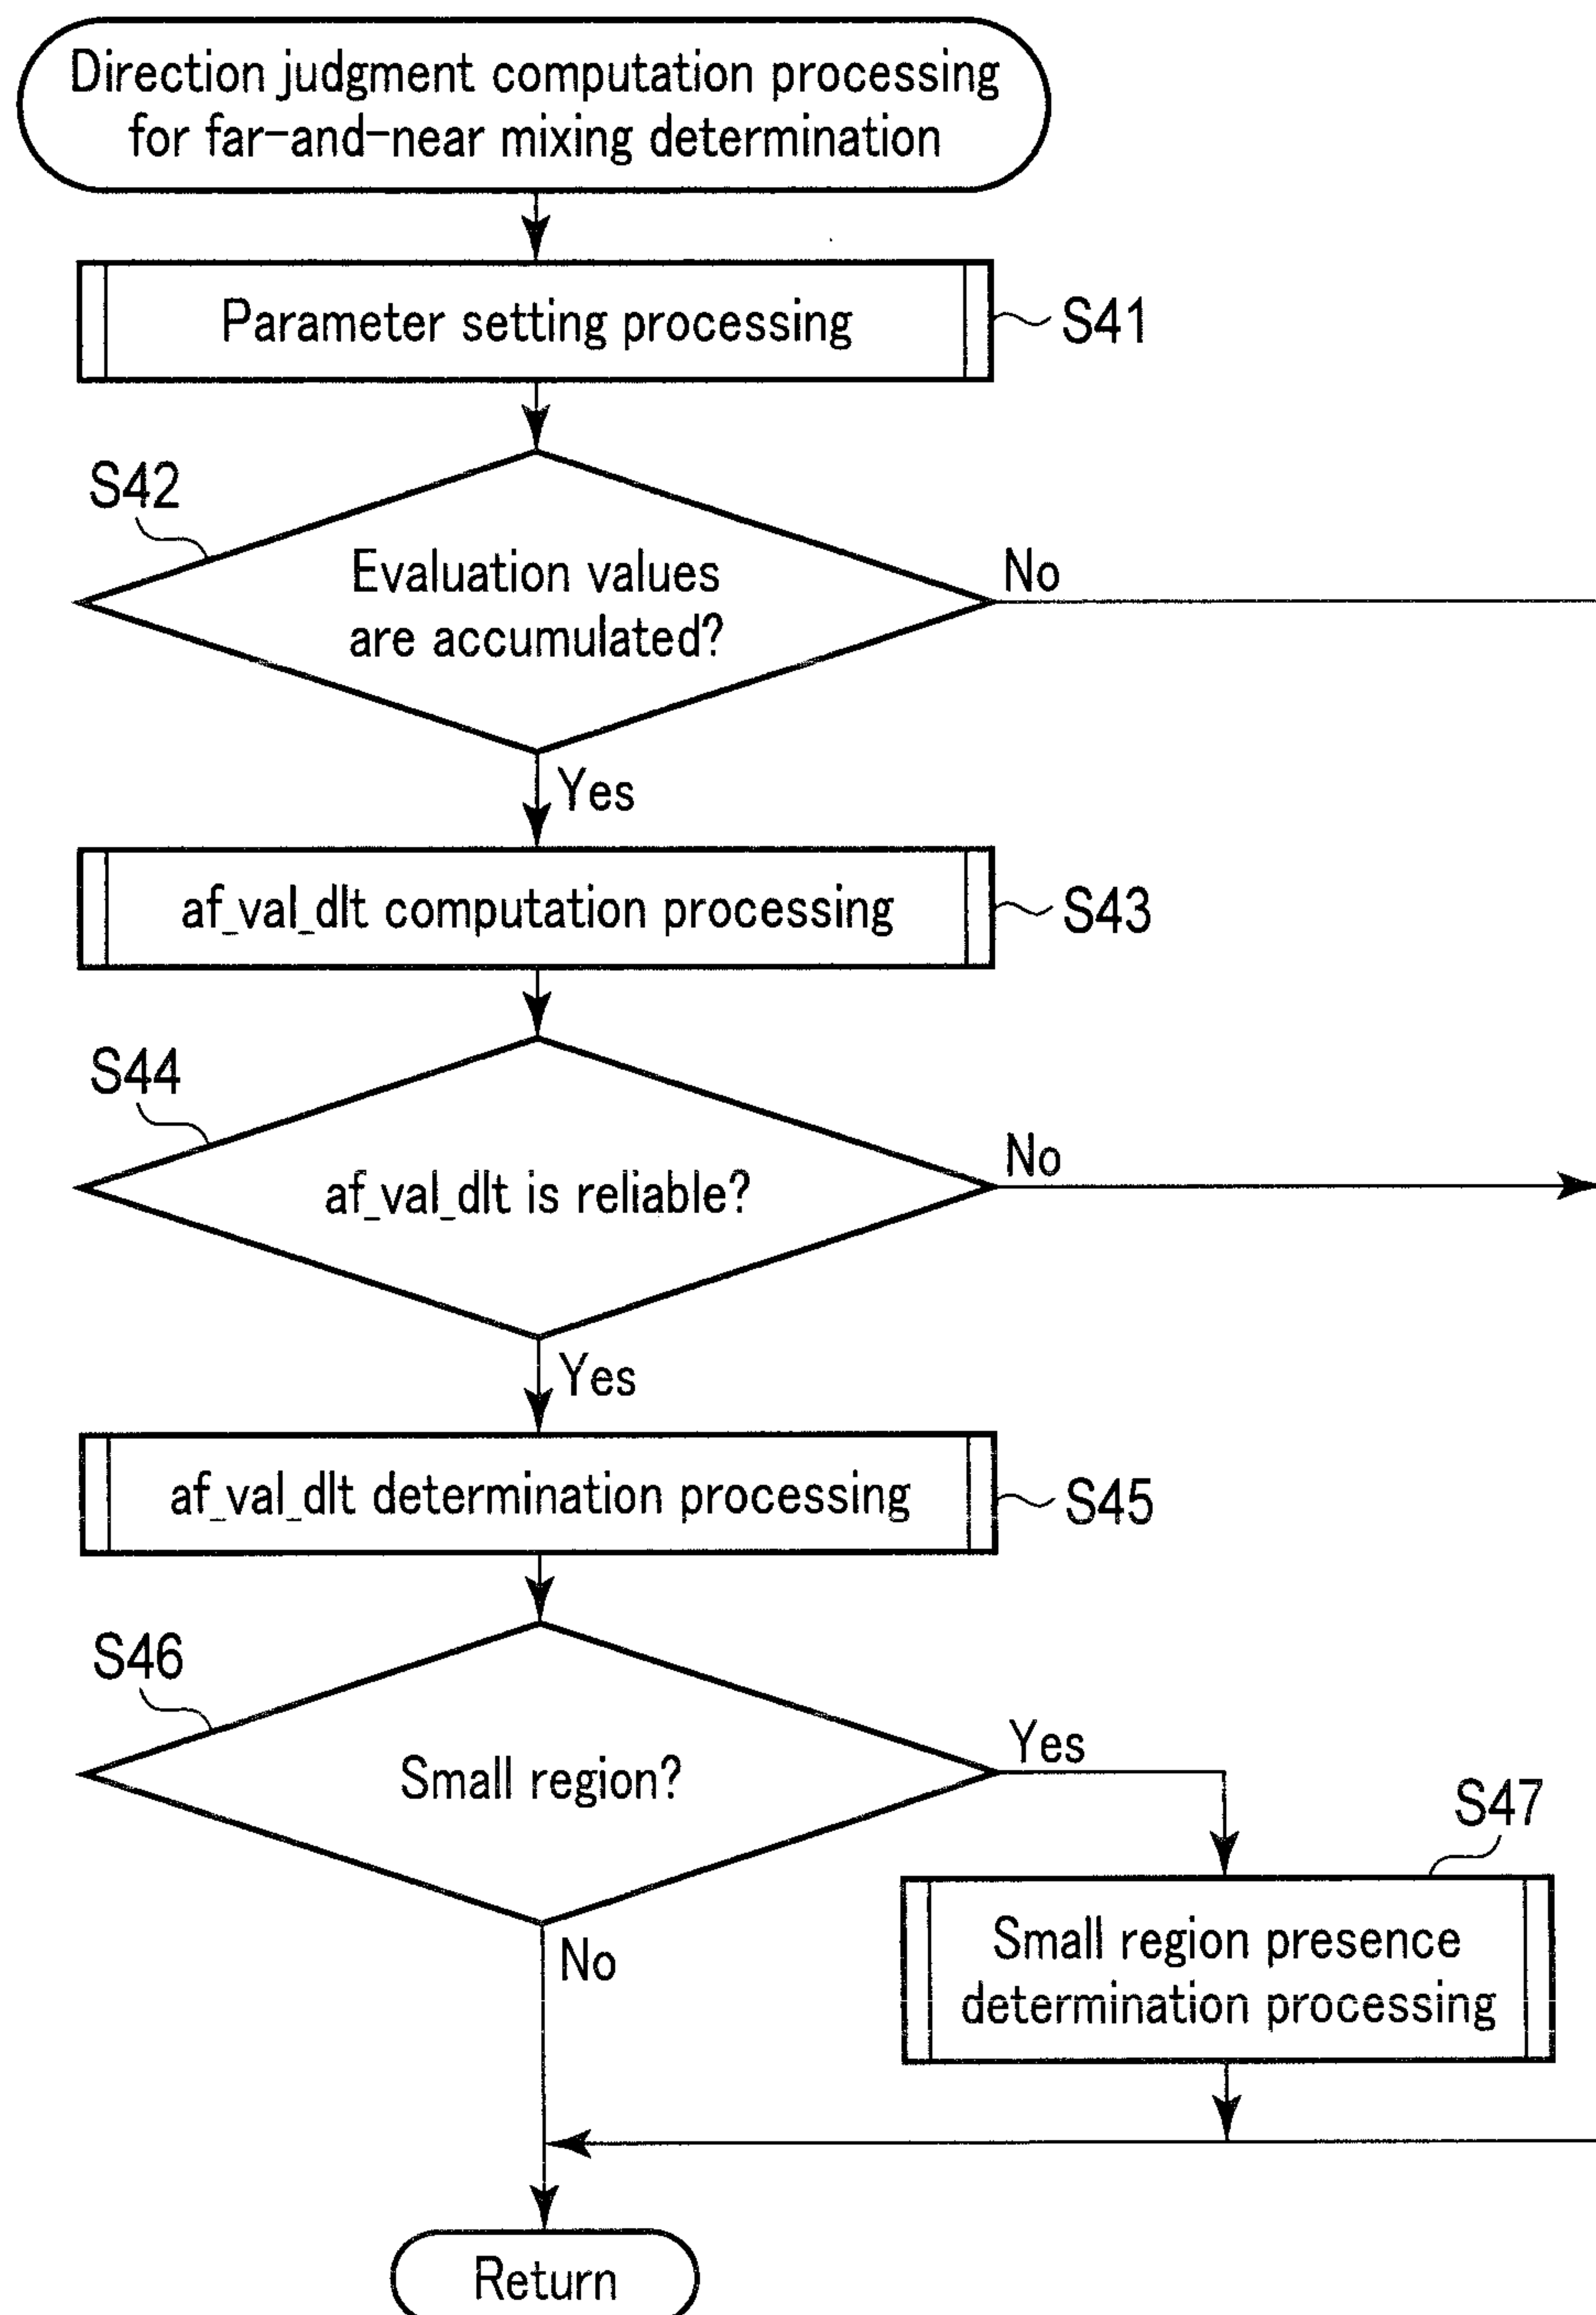 Direction judgment computation processing
for far-and-near mixing determination
Parameter setting processing
S41
S42
Evaluation values
are accumulated?
No
Yes
af_val_dlt computation processing
S43
S44
af_val_dlt is reliable?
No
Yes
af_val_dlt determination processing
S45
S46
Small region?
Yes
S47
Small region presence
determination processing
No
Return